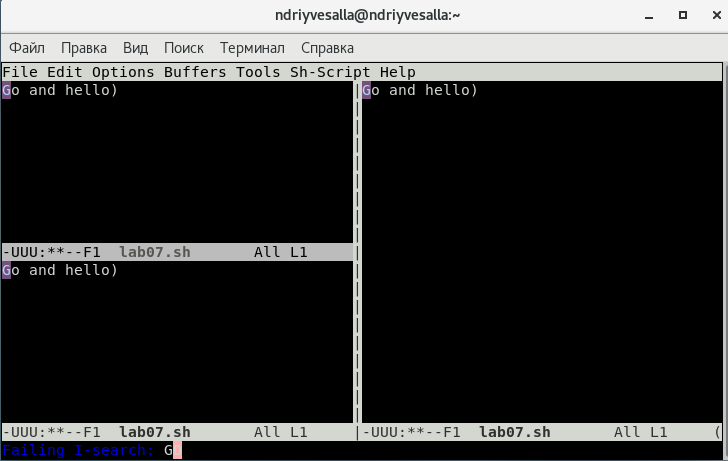 ndriyvesalla@ndriyvesalla:~
Файл Правка Вид Поиск Терминал Справка
File Edit Options Buffers Tools Sh-Script Help
Go and hello)
-UUU:**--F1 lab07.sh All L1
Go and hello)
-UUU:**--F1 lab07.sh All L1
Go and hello)
-UUU:**--F1 lab07.sh All L1 (
Failing I-search: G